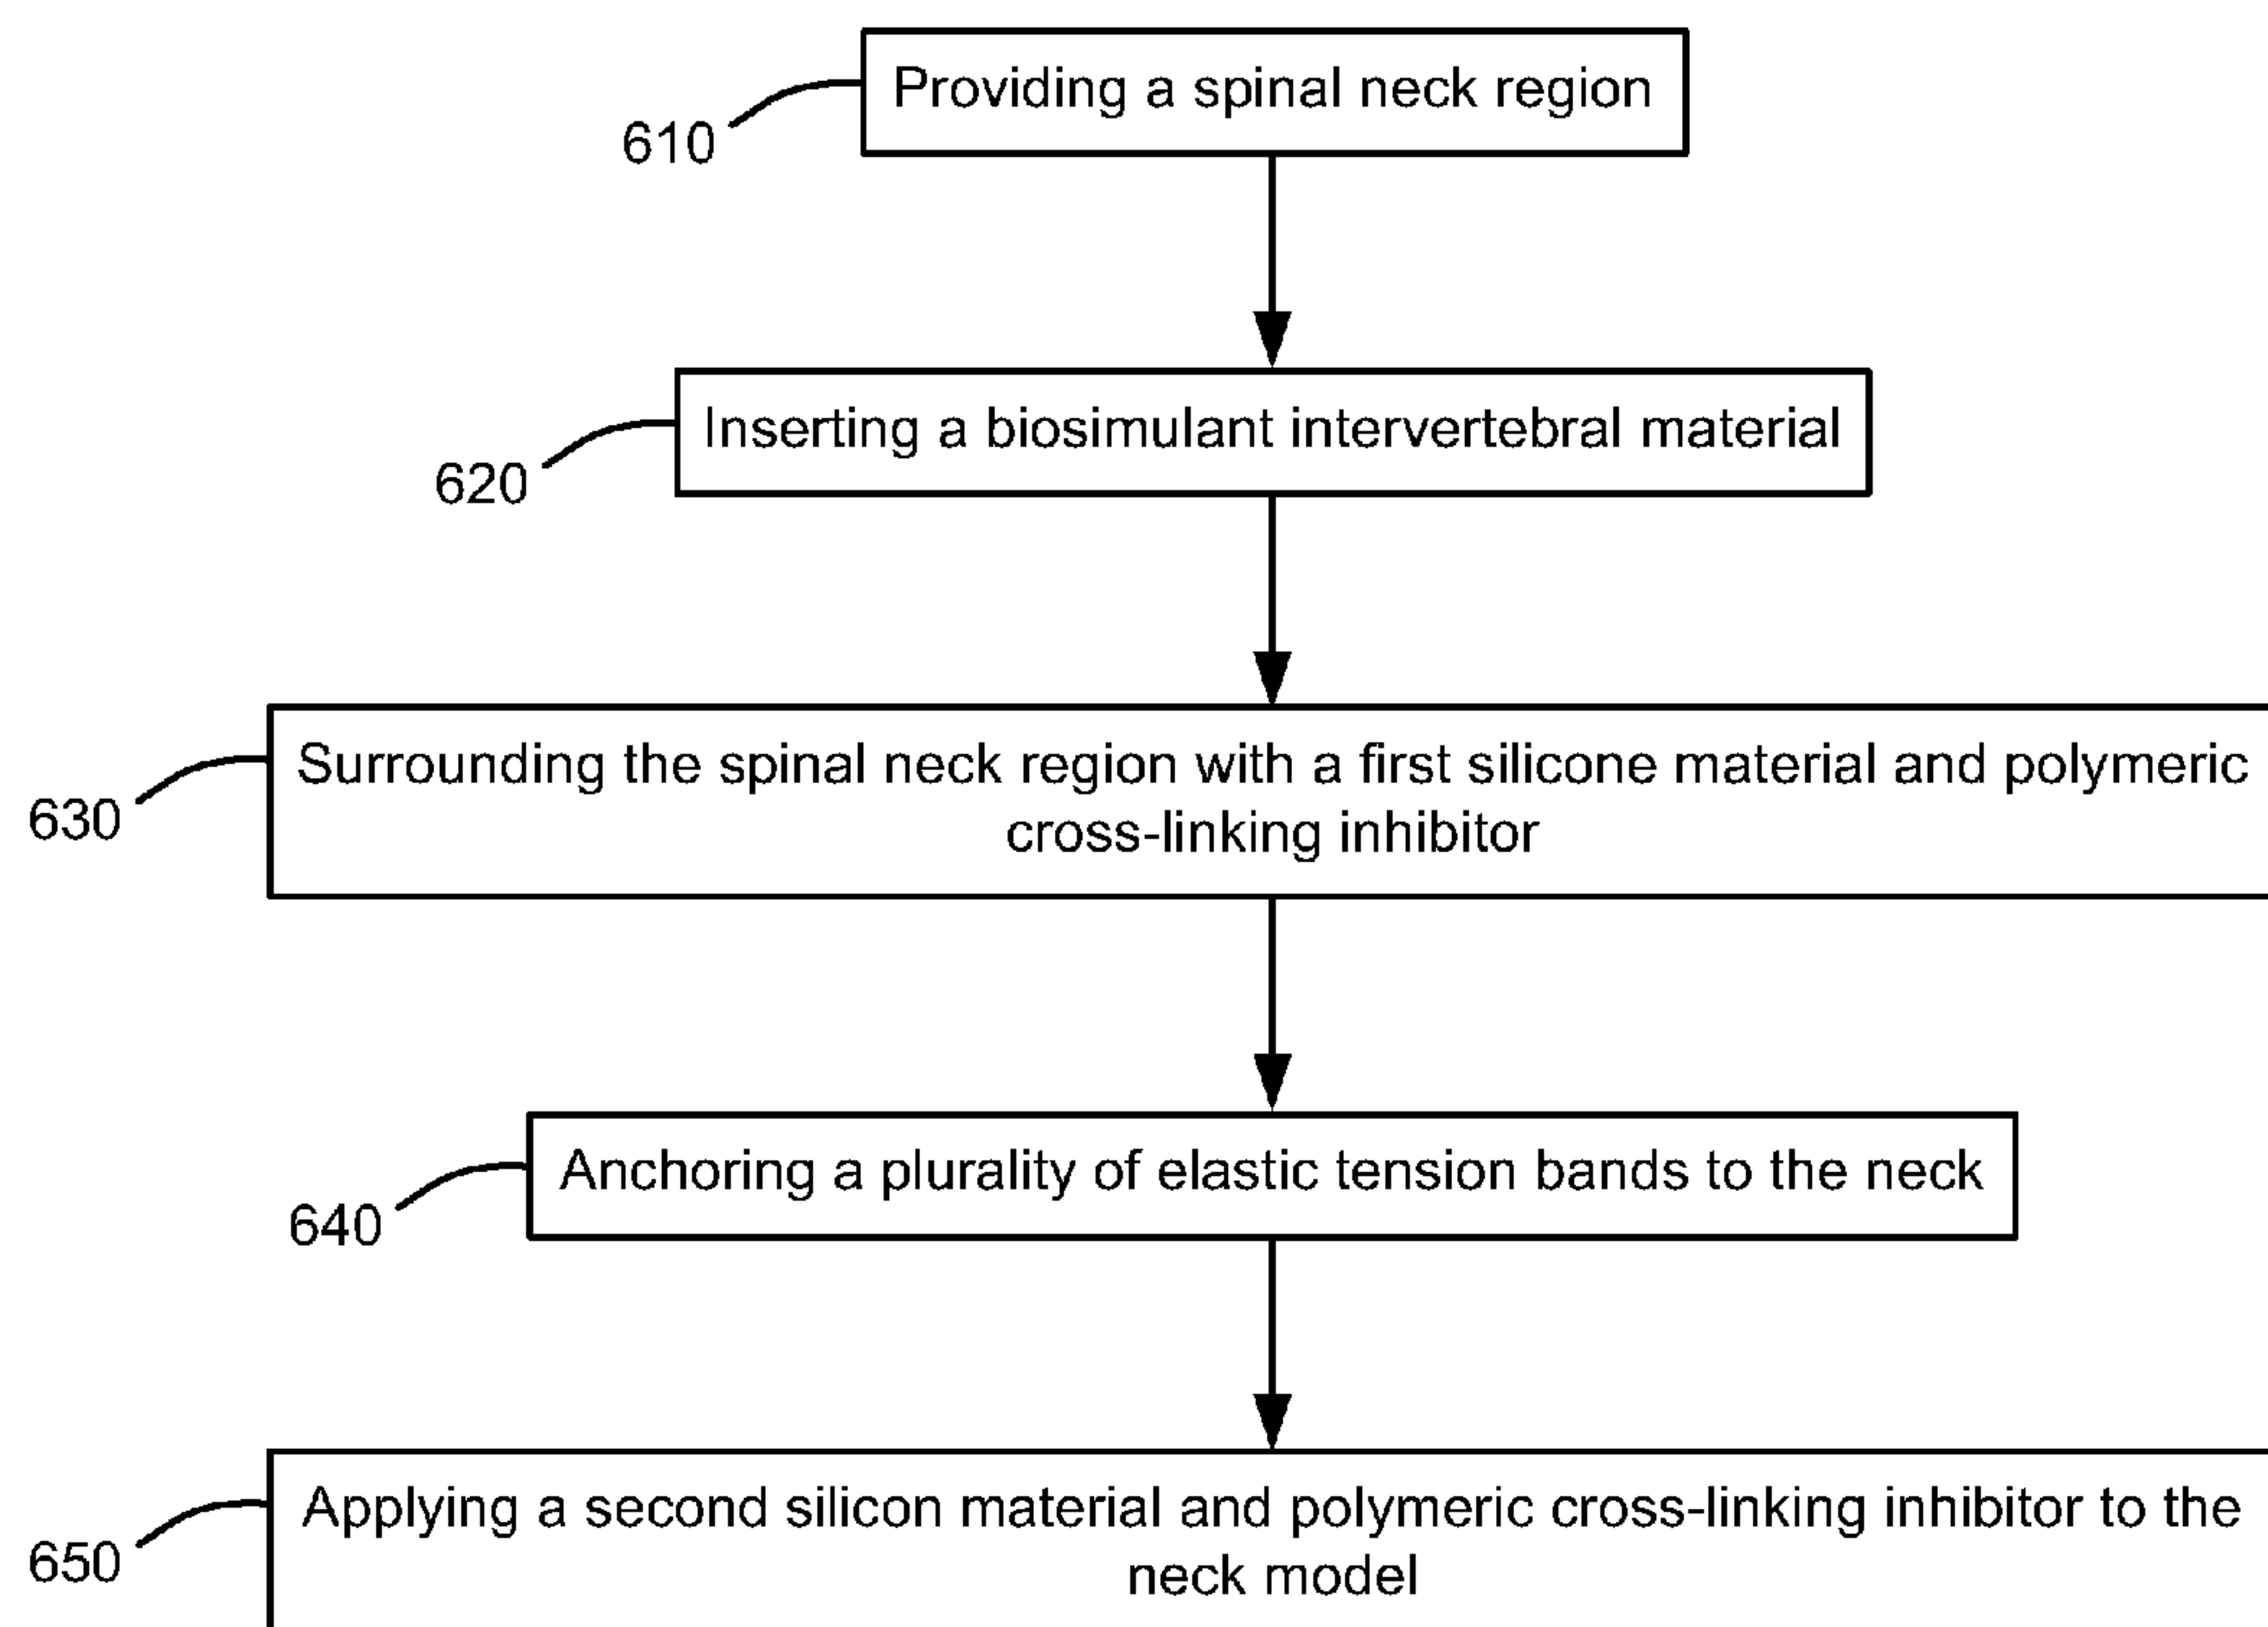 Providing a spinal neck region
610
Inserting a biosimulant intervertebral material
620
Surrounding the spinal neck region with a first silicone material and polymeric
cross-linking inhibitor
630
Anchoring a plurality of elastic tension bands to the neck
640
Applying a second silicon material and polymeric cross-linking inhibitor to the
neck model
650